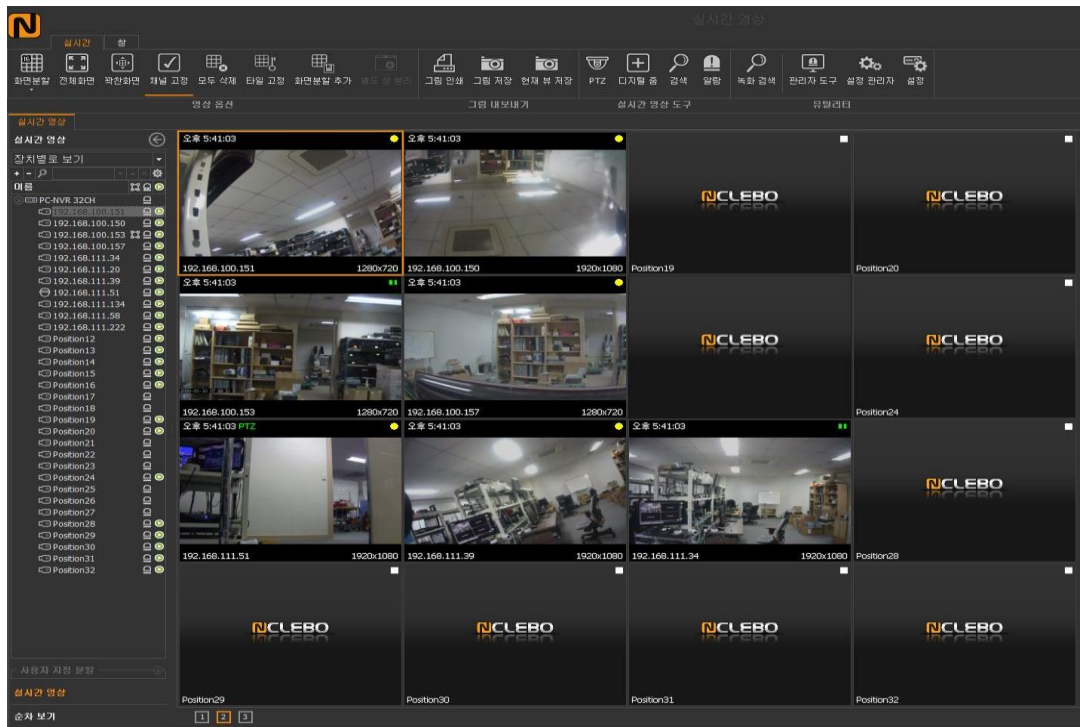 실시간 영상
실시간 창
화면분할 전체화면 꽉찬화면 채널 고정 모두 삭제 타일 고정 화면분할 추가 별도 창 분리 그림 인쇄 그림 저장 현재 뷰 저장 PTZ 디지털 줌 검색 알람 녹화 검색 관리자 도구 설정 관리자 설정
영상 옵션 그림 내보내기 실시간 영상 도구 유틸리티
실시간 영상
실시간 영상
장치별로 보기
이름
PC-NVR 32CH
192.168.100.151
192.168.100.150
192.168.100.153
192.168.100.157
192.168.111.34
192.168.111.20
192.168.111.39
192.168.111.51
192.168.111.134
192.168.111.58
192.168.111.222
Position12
Position13
Position14
Position15
Position16
Position17
Position18
Position19
Position20
Position21
Position22
Position23
Position24
Position25
Position26
Position27
Position28
Position29
Position30
Position31
Position32
사용자 지정 분할
실시간 영상
순차 보기
오후 5:41:03 오후 5:41:03
NCLEBO NCLEBO
192.168.100.151 1280x720 192.168.100.150 1920x1080 Position19 Position20
오후 5:41:03 오후 5:41:03
NCLEBO NCLEBO
192.168.100.153 1280x720 192.168.100.157 1280x720 Position24
오후 5:41:03 PTZ 오후 5:41:03 오후 5:41:03
NCLEBO
192.168.111.51 1920x1080 192.168.111.39 1920x1080 192.168.111.34 1920x1080 Position28
NCLEBO NCLEBO NCLEBO NCLEBO
Position29 Position30 Position31 Position32
1 2 3